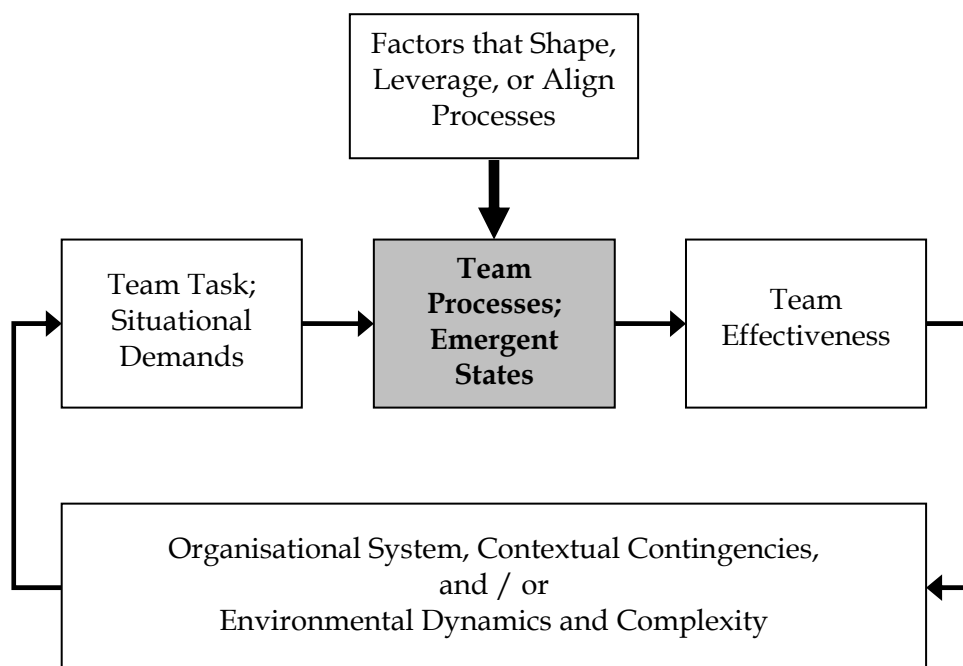 Factors that Shape,
Leverage, or Align
Processes
Team Task;
Situational
Demands
Team
Processes;
Emergent
States
Team
Effectiveness
Organisational System, Contextual Contingencies,
and / or
Environmental Dynamics and Complexity